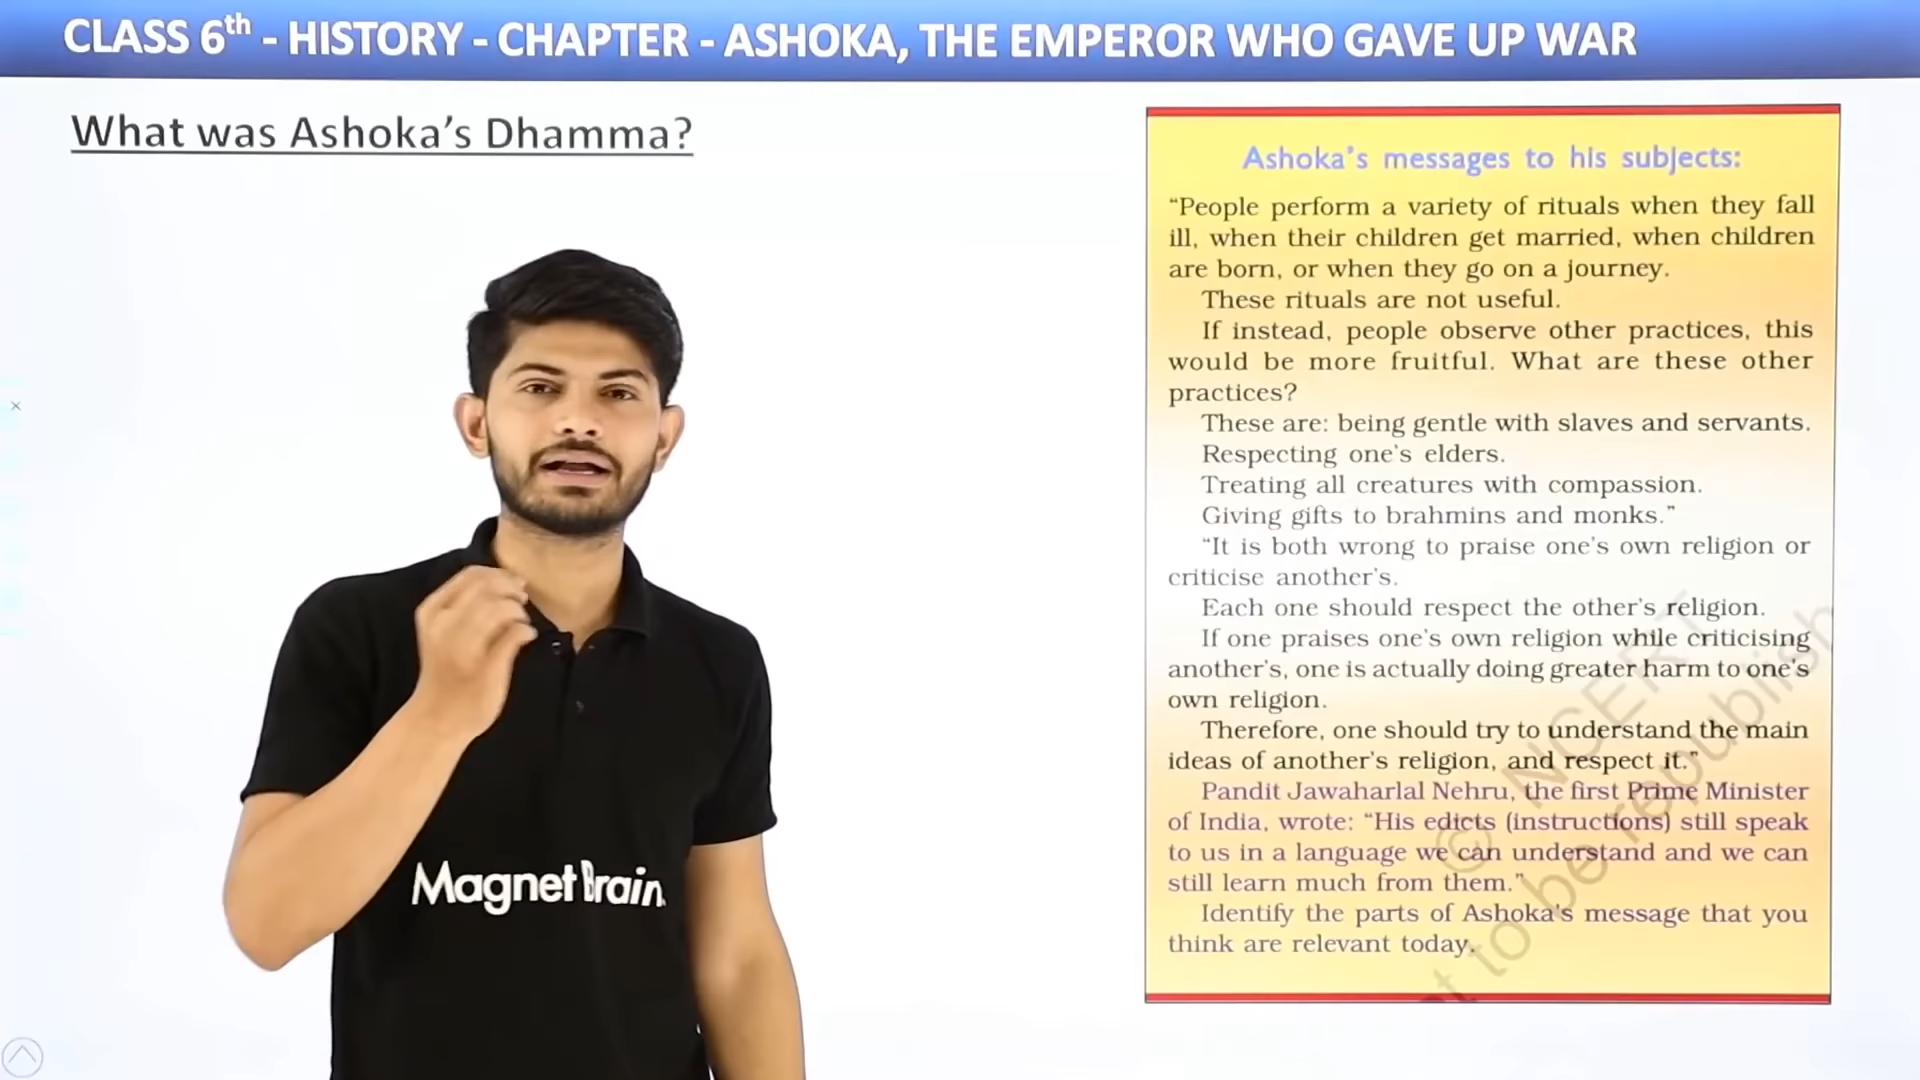 CLASS 6th - HISTORY - CHAPTER - ASHOKA, THE EMPEROR WHO GAVE UP WAR
What was Ashoka's Dhamma?
Ashoka's messages to his subjects:
“People perform a variety of rituals when they fall
ill, when their children get married, when children
are born, or when they go on a journey.
These rituals are not useful.
If instead, people observe other practices, this
would be more fruitful. What are these other
practices?
These are: being gentle with slaves and servants.
Respecting one's elders.
Treating all creatures with compassion.
Giving gifts to brahmins and monks.”
“It is both wrong to praise one's own religion or
criticise another's.
Each one should respect the other's religion.
If one praises one's own religion while criticising
another's, one is actually doing greater harm to one's
own religion.
Therefore, one should try to understand the main
ideas of another's religion, and respect it.”
Pandit Jawaharlal Nehru, the first Prime Minister
of India, wrote: “His edicts (instructions) still speak
to us in a language we can understand and we can
still learn much from them.”
Identify the parts of Ashoka's message that you
think are relevant today.
© NCERT
to be republish
Magnet Brain